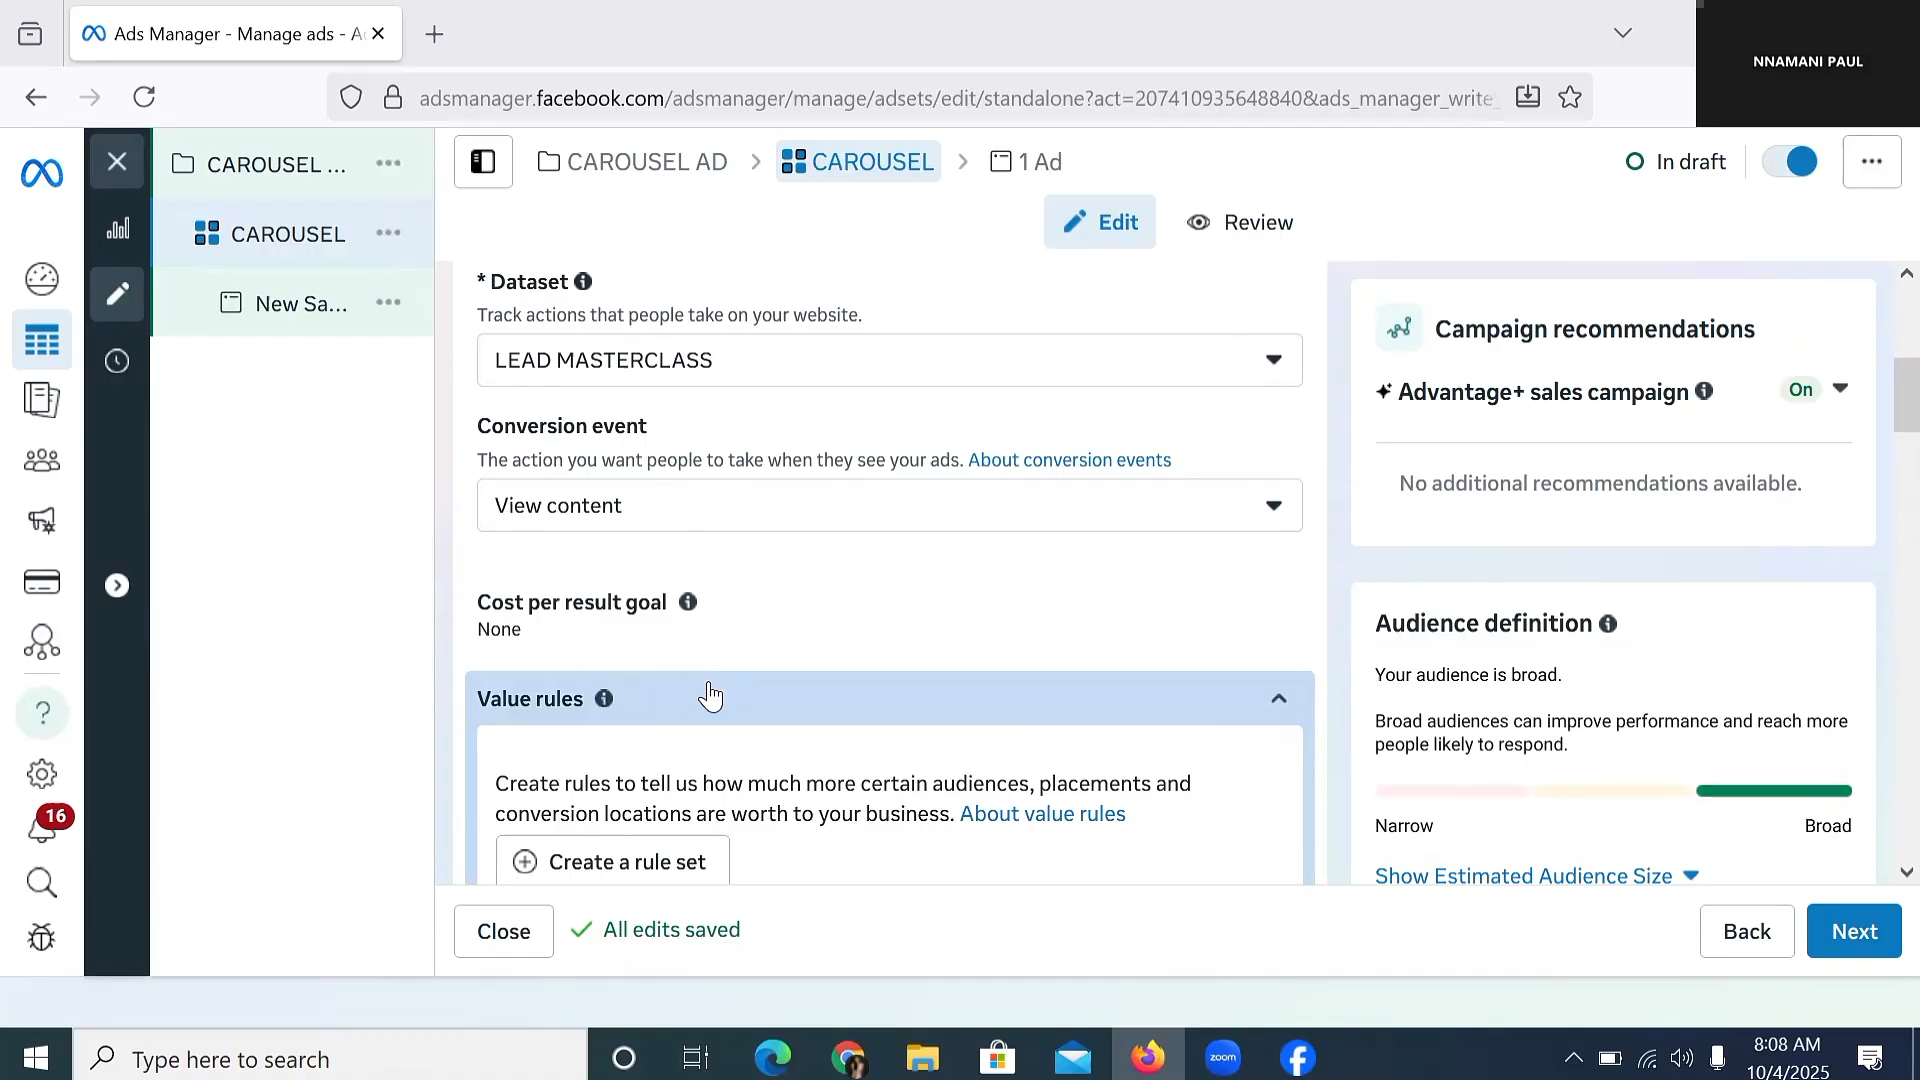 Ads Manager - Manage ads - A
NNAMANI PAUL
adsmanager.facebook.com/adsmanager/manage/adsets/edit/standalone?act=207410935648840&ads_manager_write_
CAROUSEL ...
CAROUSEL AD
CAROUSEL
1 Ad
In draft
CAROUSEL
Edit
Review
New Sa...
* Dataset
Track actions that people take on your website.
LEAD MASTERCLASS
Conversion event
The action you want people to take when they see your ads. About conversion events
View content
Cost per result goal
None
Value rules
Create rules to tell us how much more certain audiences, placements and
conversion locations are worth to your business. About value rules
Create a rule set
Campaign recommendations
Advantage+ sales campaign
On
No additional recommendations available.
Audience definition
Your audience is broad.
Broad audiences can improve performance and reach more
people likely to respond.
Narrow
Broad
Show Estimated Audience Size
16
Close
All edits saved
Back
Next
Type here to search
zoom
8:08 AM
10/4/2025